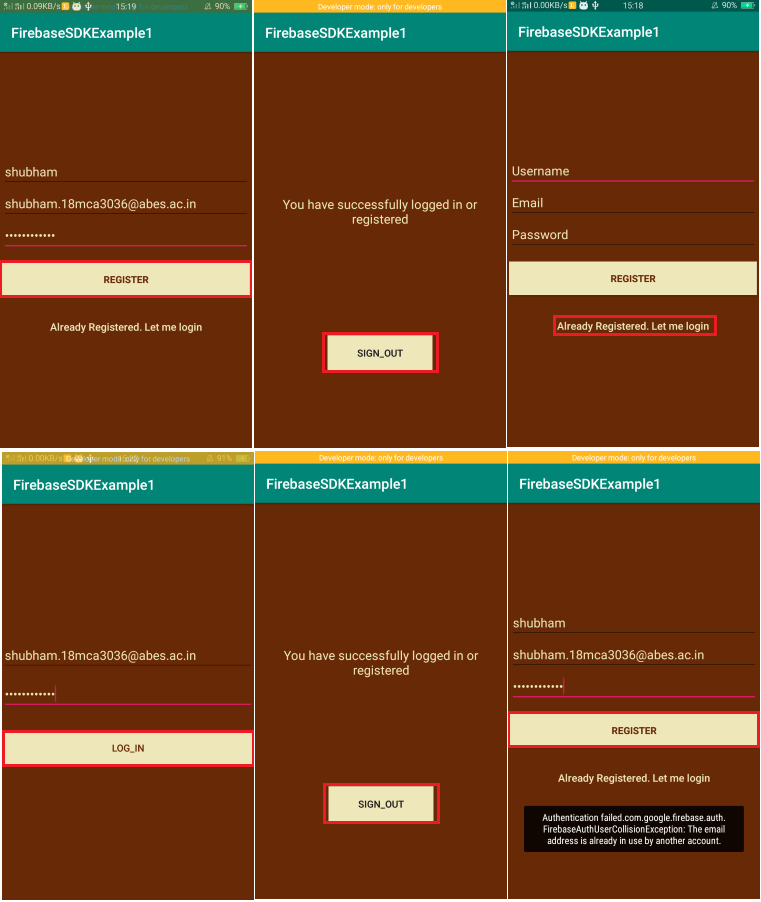 0.09KB/s 15:19 90%
FirebaseSDKExample1
shubham
shubham.18mca3036@abes.ac.in
••••••••••••
REGISTER
Already Registered. Let me login
Developer mode: only for developers
FirebaseSDKExample1
You have successfully logged in or
registered
SIGN_OUT
0.00KB/s 15:18 90%
FirebaseSDKExample1
Username
Email
Password
REGISTER
Already Registered. Let me login
0.00KB/s Developer mode: only for developers 91%
FirebaseSDKExample1
shubham.18mca3036@abes.ac.in
••••••••••••
LOG_IN
Developer mode: only for developers
FirebaseSDKExample1
You have successfully logged in or
registered
SIGN_OUT
Developer mode: only for developers
FirebaseSDKExample1
shubham
shubham.18mca3036@abes.ac.in
••••••••••••
REGISTER
Already Registered. Let me login
Authentication failed.com.google.firebase.auth.
FirebaseAuthUserCollisionException: The email
address is already in use by another account.